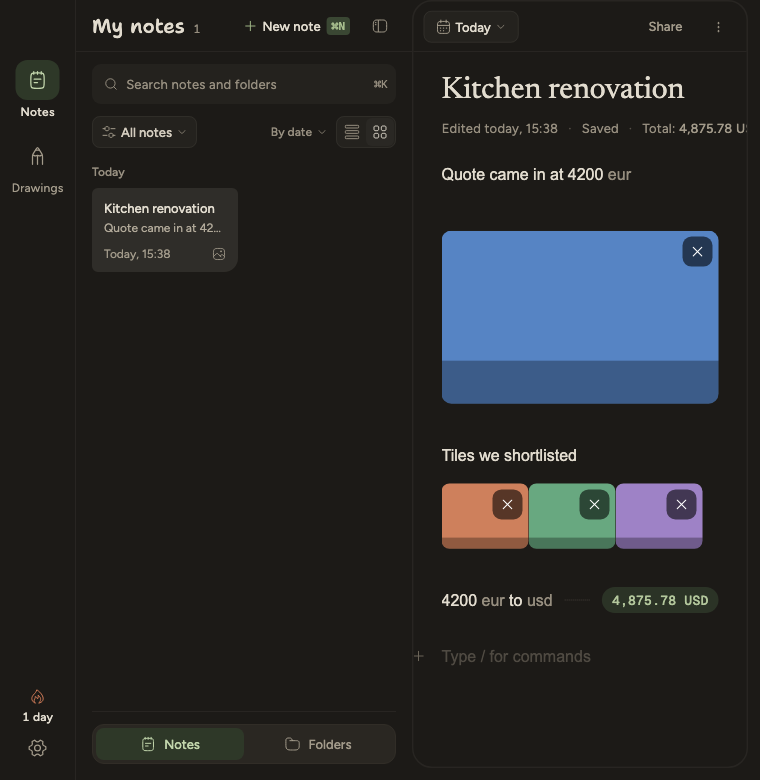 My notes 1
+ New note ⌘N
Today
Share
Notes
Drawings
Search notes and folders ⌘K
All notes
By date
Today
Kitchen renovation
Quote came in at 42...
Today, 15:38
Kitchen renovation
Edited today, 15:38 · Saved · Total: 4,875.78 U
Quote came in at 4200 eur
Tiles we shortlisted
4200 eur to usd 4,875.78 USD
Type / for commands
1 day
Notes
Folders